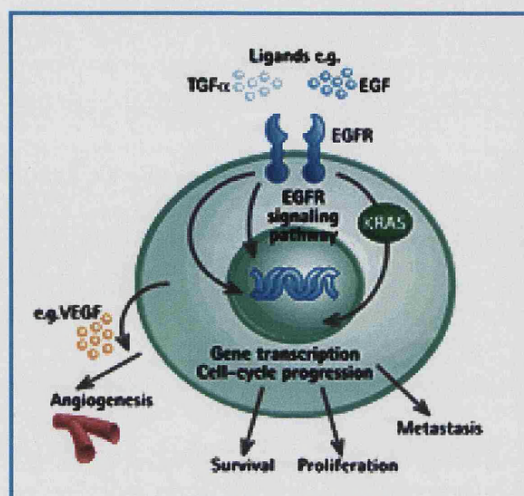 Ligands e.g.
TGFα
EGF
EGFR
EGFR
signaling
pathway
KRAS
e.g.VEGF
Gene transcription
Cell-cycle progression
Angiogenesis
Metastasis
Survival
Proliferation